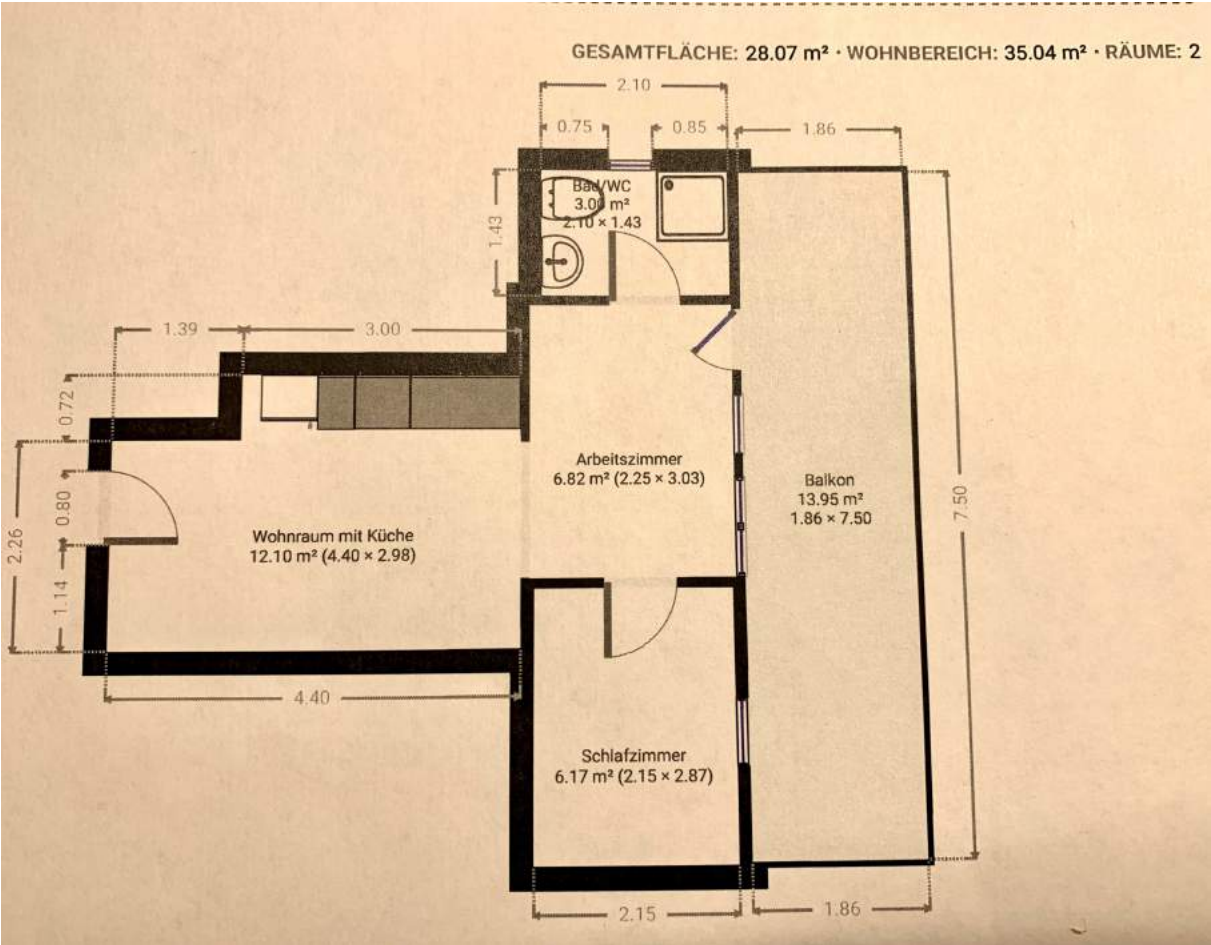 GESAMTFLÄCHE: 28.07 m² · WOHNBEREICH: 35.04 m² · RÄUME: 2
2.10
0.75
0.85
1.86
Bad/WC
3.00 m²
2.10 × 1.43
1.43
1.39
3.00
0.72
Arbeitszimmer
6.82 m² (2.25 × 3.03)
Balkon
13.95 m²
1.86 × 7.50
7.50
0.80
2.26
Wohnraum mit Küche
12.10 m² (4.40 × 2.98)
1.14
4.40
Schlafzimmer
6.17 m² (2.15 × 2.87)
2.15
1.86